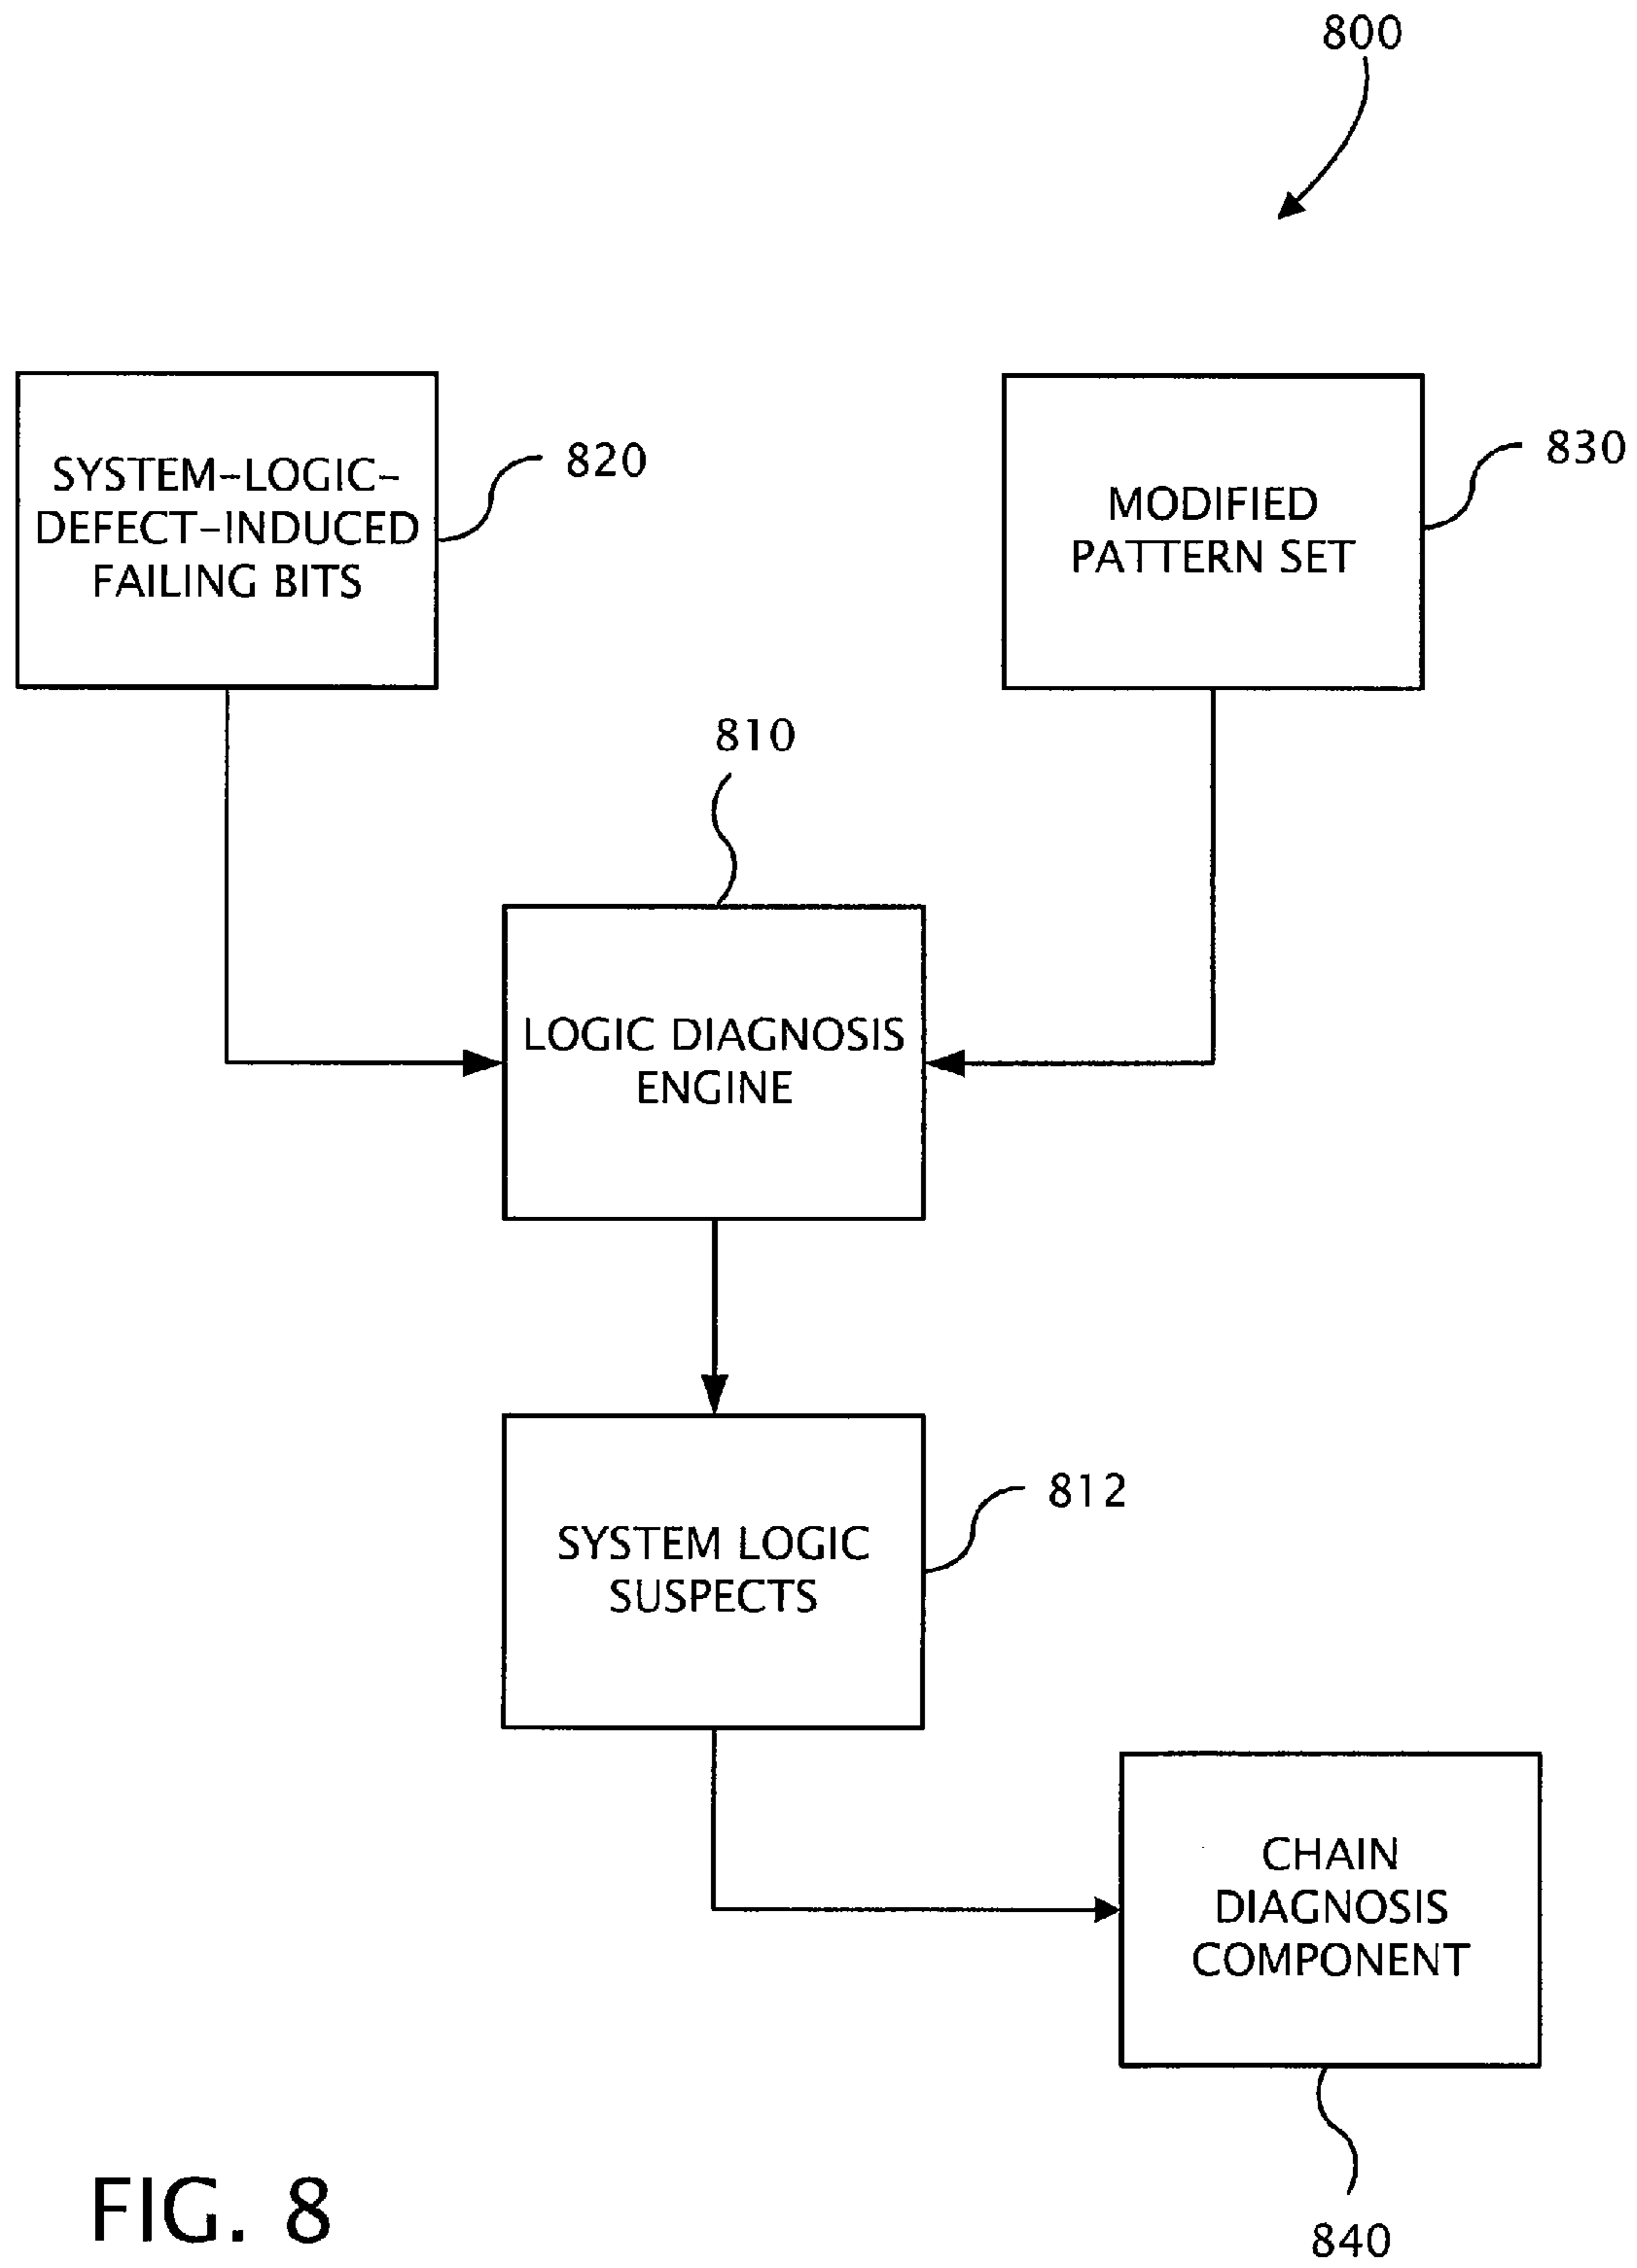 800
SYSTEM-LOGIC-
DEFECT-INDUCED
FAILING BITS
820
MODIFIED
PATTERN SET
830
810
LOGIC DIAGNOSIS
ENGINE
SYSTEM LOGIC
SUSPECTS
812
CHAIN
DIAGNOSIS
COMPONENT
840
FIG. 8